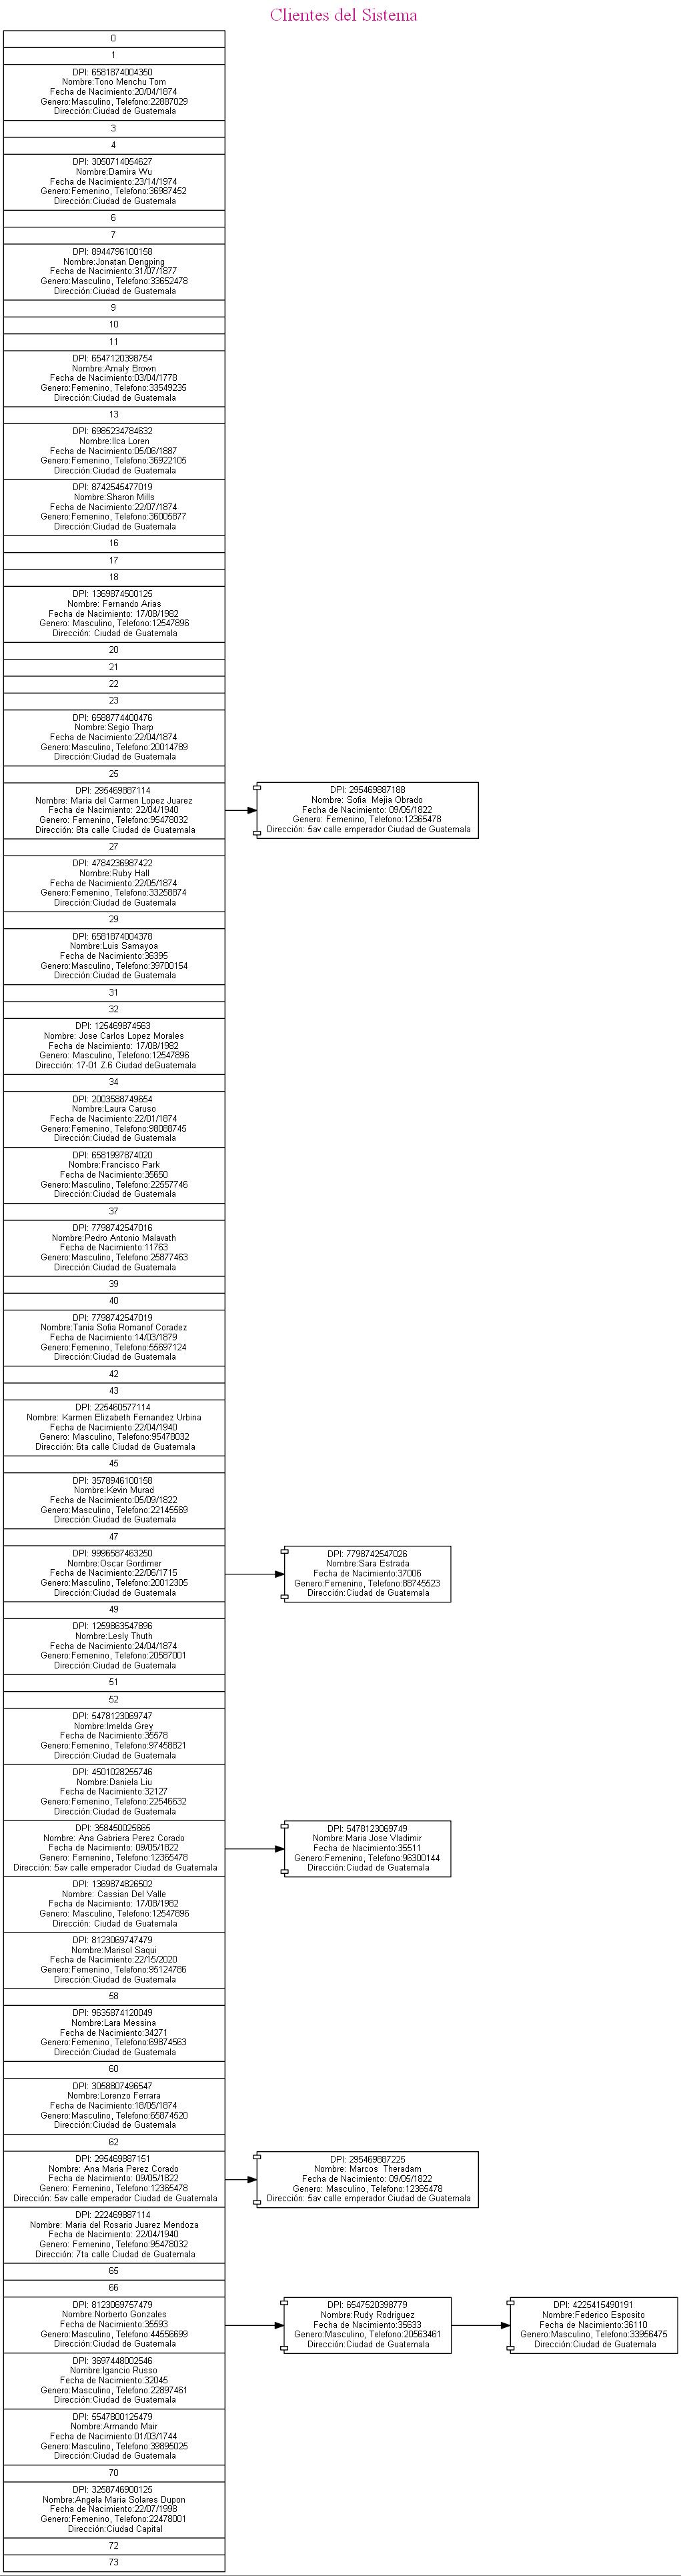 Clientes del Sistema
0
1
DPI: 6581874004350
Nombre:Tono Menchu Tom
Fecha de Nacimiento:20/04/1874
Genero:Masculino, Telefono:22887029
Dirección:Ciudad de Guatemala
3
4
DPI: 3050714054627
Nombre:Damira Wu
Fecha de Nacimiento:23/14/1974
Genero:Femenino, Telefono:36987452
Dirección:Ciudad de Guatemala
6
7
DPI: 8944796100158
Nombre:Jonatan Dengping
Fecha de Nacimiento:31/07/1877
Genero:Masculino, Telefono:33652478
Dirección:Ciudad de Guatemala
9
10
11
DPI: 6547120398754
Nombre:Amaly Brown
Fecha de Nacimiento:03/04/1778
Genero:Femenino, Telefono:33549235
Dirección:Ciudad de Guatemala
13
DPI: 6985234784632
Nombre:Ilca Loren
Fecha de Nacimiento:05/06/1887
Genero:Femenino, Telefono:36922105
Dirección:Ciudad de Guatemala
DPI: 8742545477019
Nombre:Sharon Mills
Fecha de Nacimiento:22/07/1874
Genero:Femenino, Telefono:36005877
Dirección:Ciudad de Guatemala
16
17
18
DPI: 1369874500125
Nombre: Fernando Arias
Fecha de Nacimiento: 17/08/1982
Genero: Masculino, Telefono:12547896
Dirección: Ciudad de Guatemala
20
21
22
23
DPI: 6588774400476
Nombre:Segio Tharp
Fecha de Nacimiento:22/04/1874
Genero:Masculino, Telefono:20014789
Dirección:Ciudad de Guatemala
25
DPI: 295469887114
Nombre: Maria del Carmen Lopez Juarez
Fecha de Nacimiento: 22/04/1940
Genero: Femenino, Telefono:95478032
Dirección: 8ta calle Ciudad de Guatemala
DPI: 295469887188
Nombre: Sofia  Mejia Obrado
Fecha de Nacimiento: 09/05/1822
Genero: Femenino, Telefono:12365478
Dirección: 5av calle emperador Ciudad de Guatemala
27
DPI: 4784236987422
Nombre:Ruby Hall
Fecha de Nacimiento:22/05/1874
Genero:Femenino, Telefono:33258874
Dirección:Ciudad de Guatemala
29
DPI: 6581874004378
Nombre:Luis Samayoa
Fecha de Nacimiento:36395
Genero:Masculino, Telefono:39700154
Dirección:Ciudad de Guatemala
31
32
DPI: 125469874563
Nombre: Jose Carlos Lopez Morales
Fecha de Nacimiento: 17/08/1982
Genero: Masculino, Telefono:12547896
Dirección: 17-01 Z.6 Ciudad deGuatemala
34
DPI: 2003588749654
Nombre:Laura Caruso
Fecha de Nacimiento:22/01/1874
Genero:Femenino, Telefono:98088745
Dirección:Ciudad de Guatemala
DPI: 6581997874020
Nombre:Francisco Park
Fecha de Nacimiento:35650
Genero:Masculino, Telefono:22557746
Dirección:Ciudad de Guatemala
37
DPI: 7798742547016
Nombre:Pedro Antonio Malavath
Fecha de Nacimiento:11763
Genero:Masculino, Telefono:25877463
Dirección:Ciudad de Guatemala
39
40
DPI: 7798742547019
Nombre:Tania Sofia Romanof Coradez
Fecha de Nacimiento:14/03/1879
Genero:Femenino, Telefono:55697124
Dirección:Ciudad de Guatemala
42
43
DPI: 225460577114
Nombre: Karmen Elizabeth Fernandez Urbina
Fecha de Nacimiento:22/04/1940
Genero: Masculino, Telefono:95478032
Dirección: 6ta calle Ciudad de Guatemala
45
DPI: 3578946100158
Nombre:Kevin Murad
Fecha de Nacimiento:05/09/1822
Genero:Masculino, Telefono:22145569
Dirección:Ciudad de Guatemala
47
DPI: 9996587463250
Nombre:Oscar Gordimer
Fecha de Nacimiento:22/06/1715
Genero:Masculino, Telefono:20012305
Dirección:Ciudad de Guatemala
DPI: 7798742547026
Nombre:Sara Estrada
Fecha de Nacimiento:37006
Genero:Femenino, Telefono:88745523
Dirección:Ciudad de Guatemala
49
DPI: 1259863547896
Nombre:Lesly Thuth
Fecha de Nacimiento:24/04/1874
Genero:Femenino, Telefono:20587001
Dirección:Ciudad de Guatemala
51
52
DPI: 5478123069747
Nombre:Imelda Grey
Fecha de Nacimiento:35578
Genero:Femenino, Telefono:97458821
Dirección:Ciudad de Guatemala
DPI: 4501028255746
Nombre:Daniela Liu
Fecha de Nacimiento:32127
Genero:Femenino, Telefono:22546632
Dirección:Ciudad de Guatemala
DPI: 358450025665
Nombre: Ana Gabriera Perez Corado
Fecha de Nacimiento: 09/05/1822
Genero: Femenino, Telefono:12365478
Dirección: 5av calle emperador Ciudad de Guatemala
DPI: 5478123069749
Nombre:Maria Jose Vladimir
Fecha de Nacimiento:35511
Genero:Femenino, Telefono:96300144
Dirección:Ciudad de Guatemala
DPI: 1369874826502
Nombre: Cassian Del Valle
Fecha de Nacimiento: 17/08/1982
Genero: Masculino, Telefono:12547896
Dirección: Ciudad de Guatemala
DPI: 8123069747479
Nombre:Marisol Saqui
Fecha de Nacimiento:22/15/2020
Genero:Femenino, Telefono:95124786
Dirección:Ciudad de Guatemala
58
DPI: 9635874120049
Nombre:Lara Messina
Fecha de Nacimiento:34271
Genero:Femenino, Telefono:69874563
Dirección:Ciudad de Guatemala
60
DPI: 3058807496547
Nombre:Lorenzo Ferrara
Fecha de Nacimiento:18/05/1874
Genero:Masculino, Telefono:65874520
Dirección:Ciudad de Guatemala
62
DPI: 295469887151
Nombre: Ana Maria Perez Corado
Fecha de Nacimiento: 09/05/1822
Genero: Femenino, Telefono:12365478
Dirección: 5av calle emperador Ciudad de Guatemala
DPI: 295469887225
Nombre: Marcos  Theradam
Fecha de Nacimiento: 09/05/1822
Genero: Masculino, Telefono:12365478
Dirección: 5av calle emperador Ciudad de Guatemala
DPI: 222469887114
Nombre: Maria del Rosario Juarez Mendoza
Fecha de Nacimiento: 22/04/1940
Genero: Femenino, Telefono:95478032
Dirección: 7ta calle Ciudad de Guatemala
65
66
DPI: 8123069757479
Nombre:Norberto Gonzales
Fecha de Nacimiento:35593
Genero:Masculino, Telefono:44556699
Dirección:Ciudad de Guatemala
DPI: 6547520398779
Nombre:Rudy Rodriguez
Fecha de Nacimiento:35633
Genero:Masculino, Telefono:20563461
Dirección:Ciudad de Guatemala
DPI: 4225415490191
Nombre:Federico Esposito
Fecha de Nacimiento:36110
Genero:Masculino, Telefono:33956475
Dirección:Ciudad de Guatemala
DPI: 3697448002546
Nombre:Igancio Russo
Fecha de Nacimiento:32045
Genero:Masculino, Telefono:22897461
Dirección:Ciudad de Guatemala
DPI: 5547800125479
Nombre:Armando Mair
Fecha de Nacimiento:01/03/1744
Genero:Masculino, Telefono:39895025
Dirección:Ciudad de Guatemala
70
DPI: 3258746900125
Nombre:Angela Maria Solares Dupon
Fecha de Nacimiento:22/07/1998
Genero:Femenino, Telefono:22478001
Dirección:Ciudad Capital
72
73